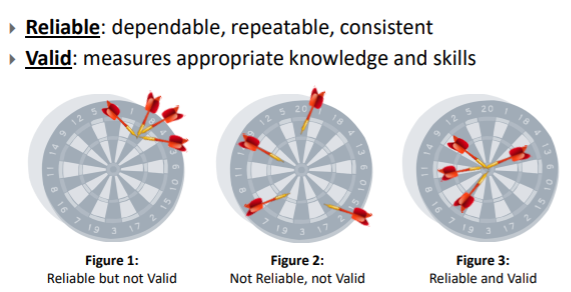 Reliable: dependable, repeatable, consistent
Valid: measures appropriate knowledge and skills
Figure 1:
Reliable but not Valid
Figure 2:
Not Reliable, not Valid
Figure 3:
Reliable and Valid